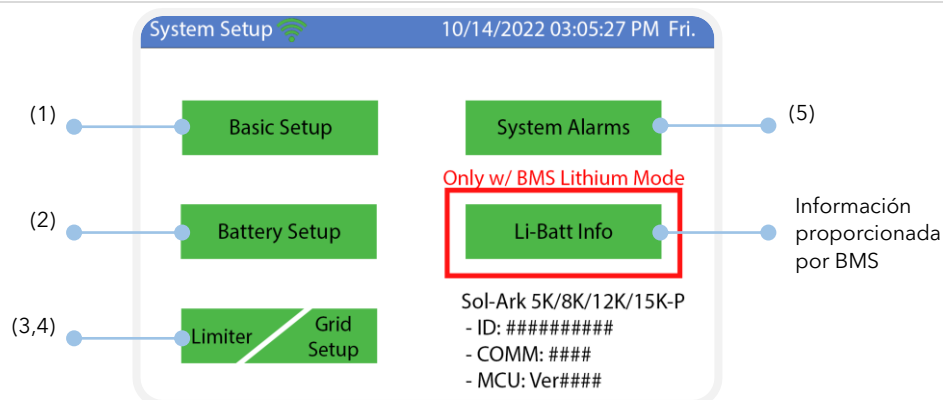 System Setup
10/14/2022 03:05:27 PM Fri.
(1)
Basic Setup
System Alarms
(5)
Only w/ BMS Lithium Mode
(2)
Battery Setup
Li-Batt Info
Información
proporcionada
por BMS
(3,4)
Limiter
Grid
Setup
Sol-Ark 5K/8K/12K/15K-P
- ID: ##########
- COMM: ####
- MCU: Ver####